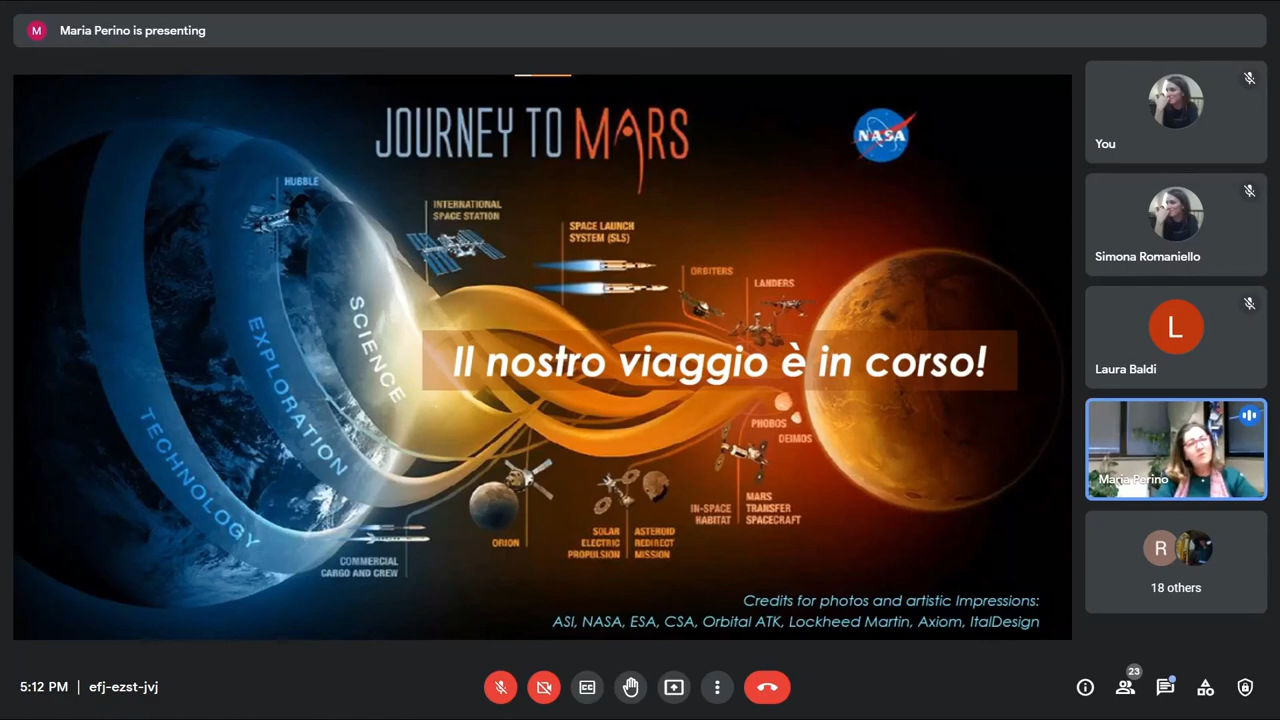 M
Maria Perino is presenting
JOURNEY TO MARS
NASA
HUBBLE
INTERNATIONAL
SPACE STATION
SPACE LAUNCH
SYSTEM (SLS)
ORBITERS
LANDERS
SCIENCE
EXPLORATION
TECHNOLOGY
Il nostro viaggio è in corso!
PHOBOS
DEIMOS
IN-SPACE
HABITAT
MARS
TRANSFER
SPACECRAFT
ORION
SOLAR
ELECTRIC
PROPULSION
ASTEROID
REDIRECT
MISSION
COMMERCIAL
CARGO AND CREW
Credits for photos and artistic Impressions:
ASI, NASA, ESA, CSA, Orbital ATK, Lockheed Martin, Axiom, ItalDesign
You
Simona Romaniello
L
Laura Baldi
Maria Perino
R
18 others
5:12 PM | efj-ezst-jvj
CC
23